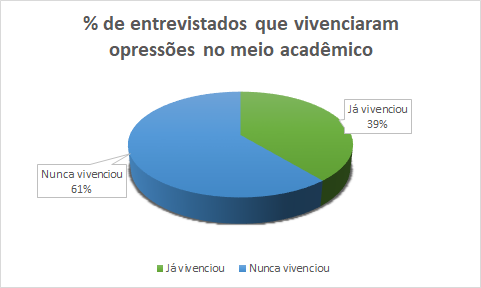 % de entrevistados que vivenciaram
opressões no meio acadêmico
Já vivenciou
39%
Nunca vivenciou
61%
Já vivenciou Nunca vivenciou